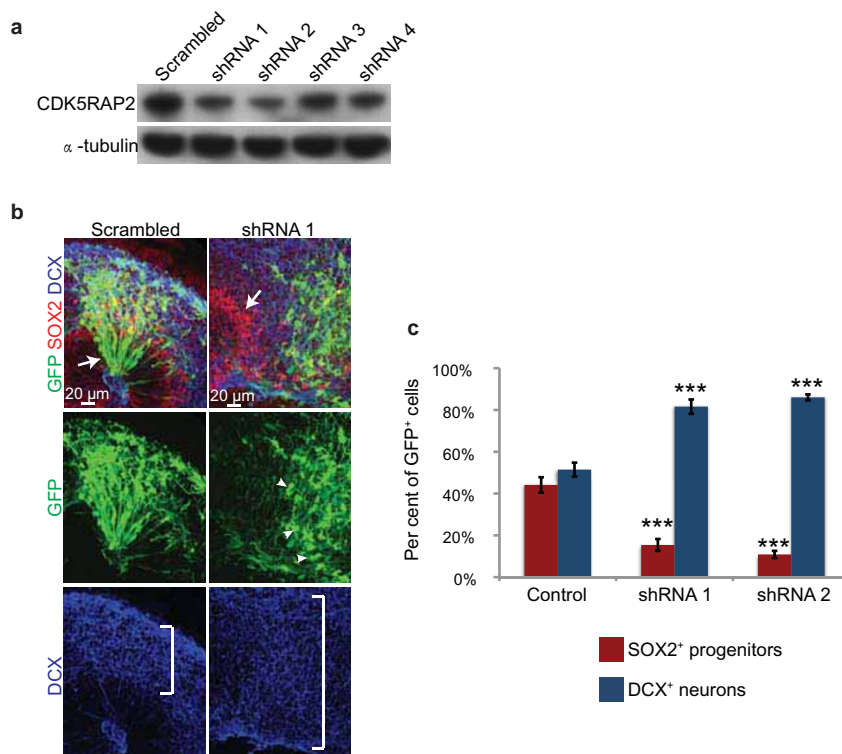 a
Scrambled
shRNA 1
shRNA 2
shRNA 3
shRNA 4
CDK5RAP2
α -tubulin
b
Scrambled
shRNA 1
GFP SOX2 DCX
20 µm
20 µm
GFP
DCX
c
100%
80%
60%
40%
20%
0%
Per cent of GFP⁺ cells
***
***
***
***
Control
shRNA 1
shRNA 2
SOX2⁺ progenitors
DCX⁺ neurons